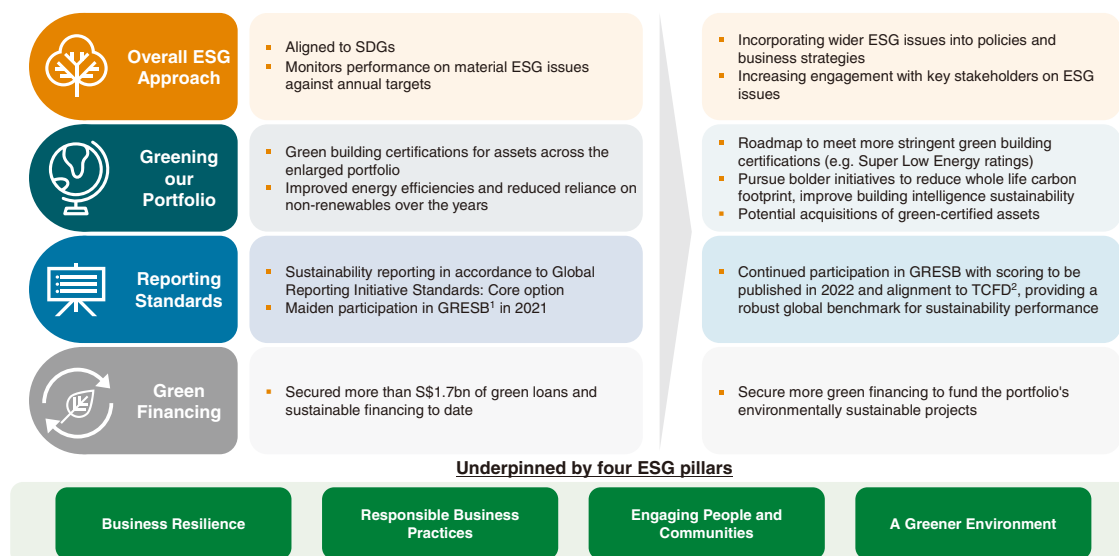 Overall ESG
Approach
▪ Aligned to SDGs
▪ Monitors performance on material ESG issues
against annual targets
▪ Incorporating wider ESG issues into policies and
business strategies
▪ Increasing engagement with key stakeholders on ESG
issues
Greening
our
Portfolio
▪ Green building certifications for assets across the
enlarged portfolio
▪ Improved energy efficiencies and reduced reliance on
non-renewables over the years
▪ Roadmap to meet more stringent green building
certifications (e.g. Super Low Energy ratings)
▪ Pursue bolder initiatives to reduce whole life carbon
footprint, improve building intelligence sustainability
▪ Potential acquisitions of green-certified assets
Reporting
Standards
▪ Sustainability reporting in accordance to Global
Reporting Initiative Standards: Core option
▪ Maiden participation in GRESB¹ in 2021
▪ Continued participation in GRESB with scoring to be
published in 2022 and alignment to TCFD², providing a
robust global benchmark for sustainability performance
Green
Financing
▪ Secured more than S$1.7bn of green loans and
sustainable financing to date
▪ Secure more green financing to fund the portfolio's
environmentally sustainable projects
Underpinned by four ESG pillars
Business Resilience
Responsible Business
Practices
Engaging People and
Communities
A Greener Environment